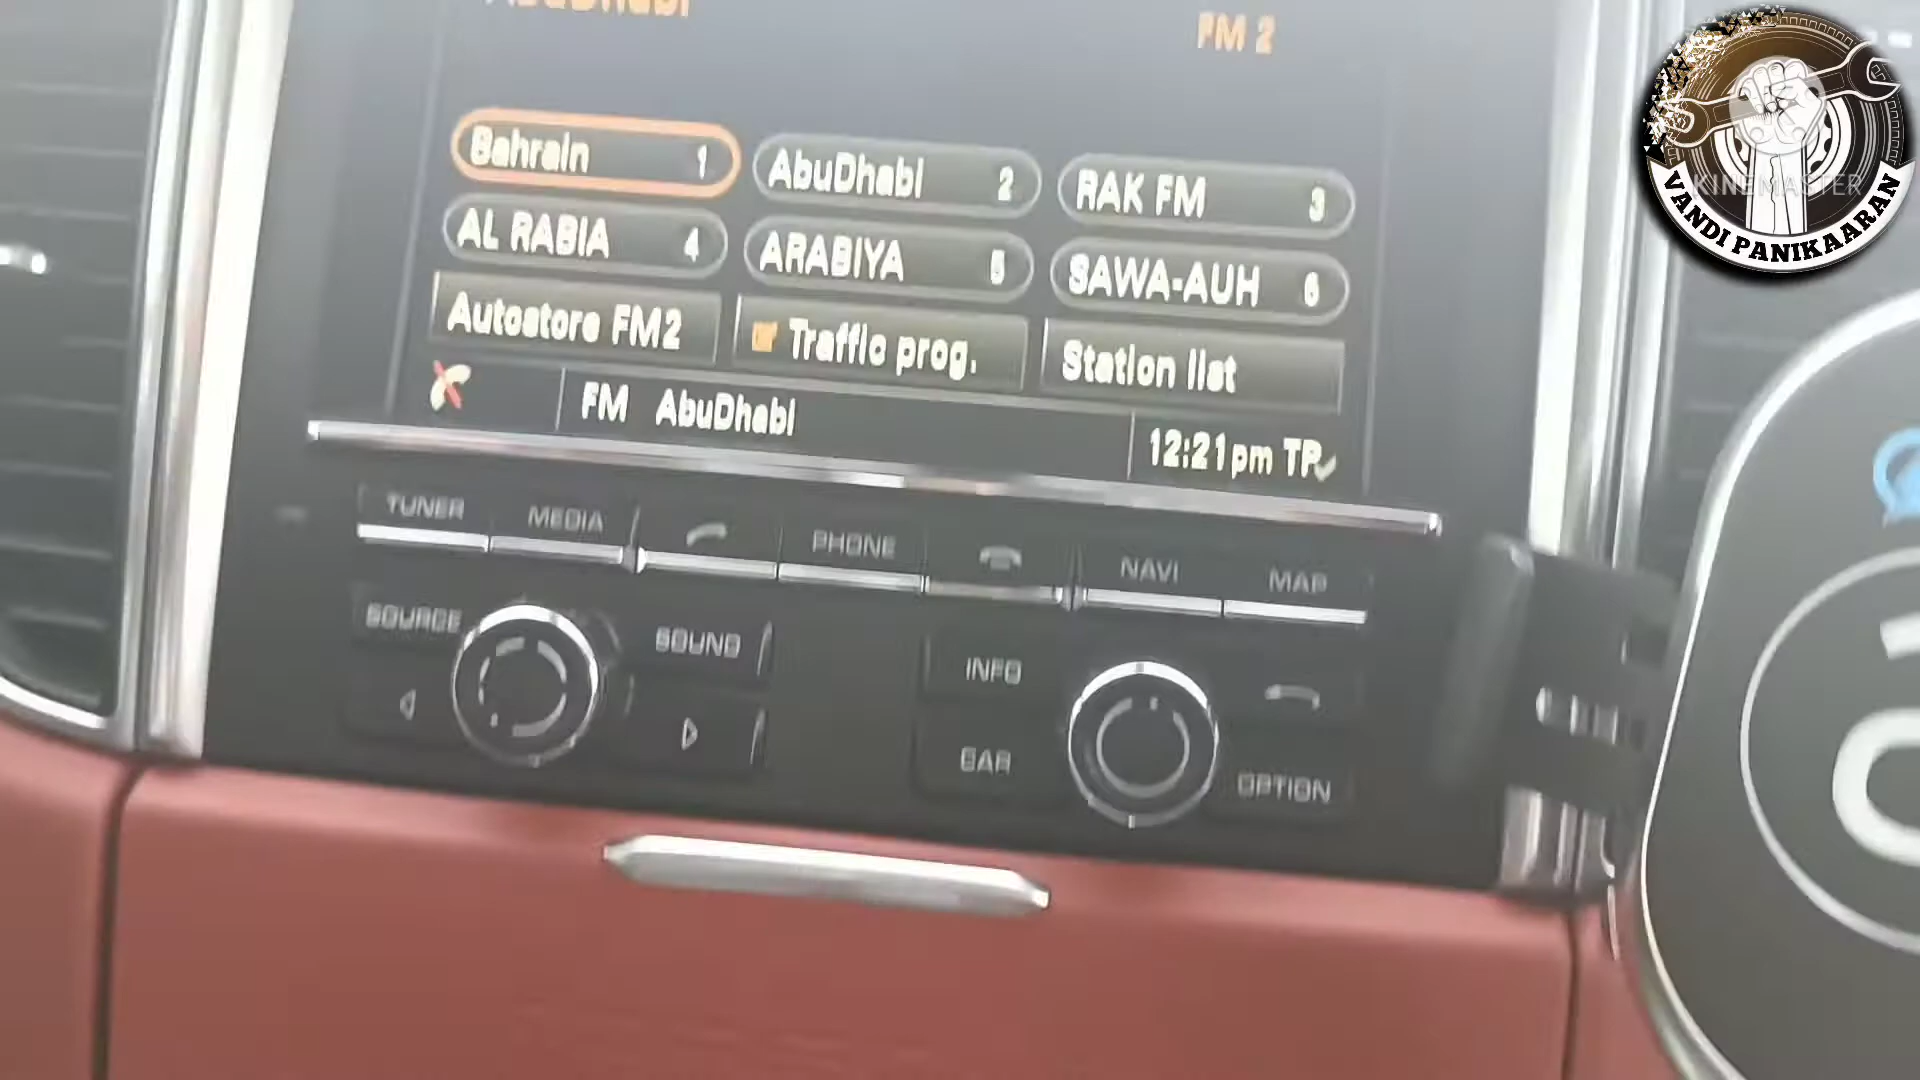 AbuDhabi
FM 2
Bahrain 1
AbuDhabi 2
RAK FM 3
AL RABIA 4
ARABIYA 5
SAWA-AUH 6
Autostore FM2
Traffic prog.
Station list
FM AbuDhabi
12:21pm TP
TUNER
MEDIA
PHONE
NAVI
MAP
SOURCE
SOUND
INFO
CAR
OPTION
KINEMASTER
VANDI PANIKAARAN